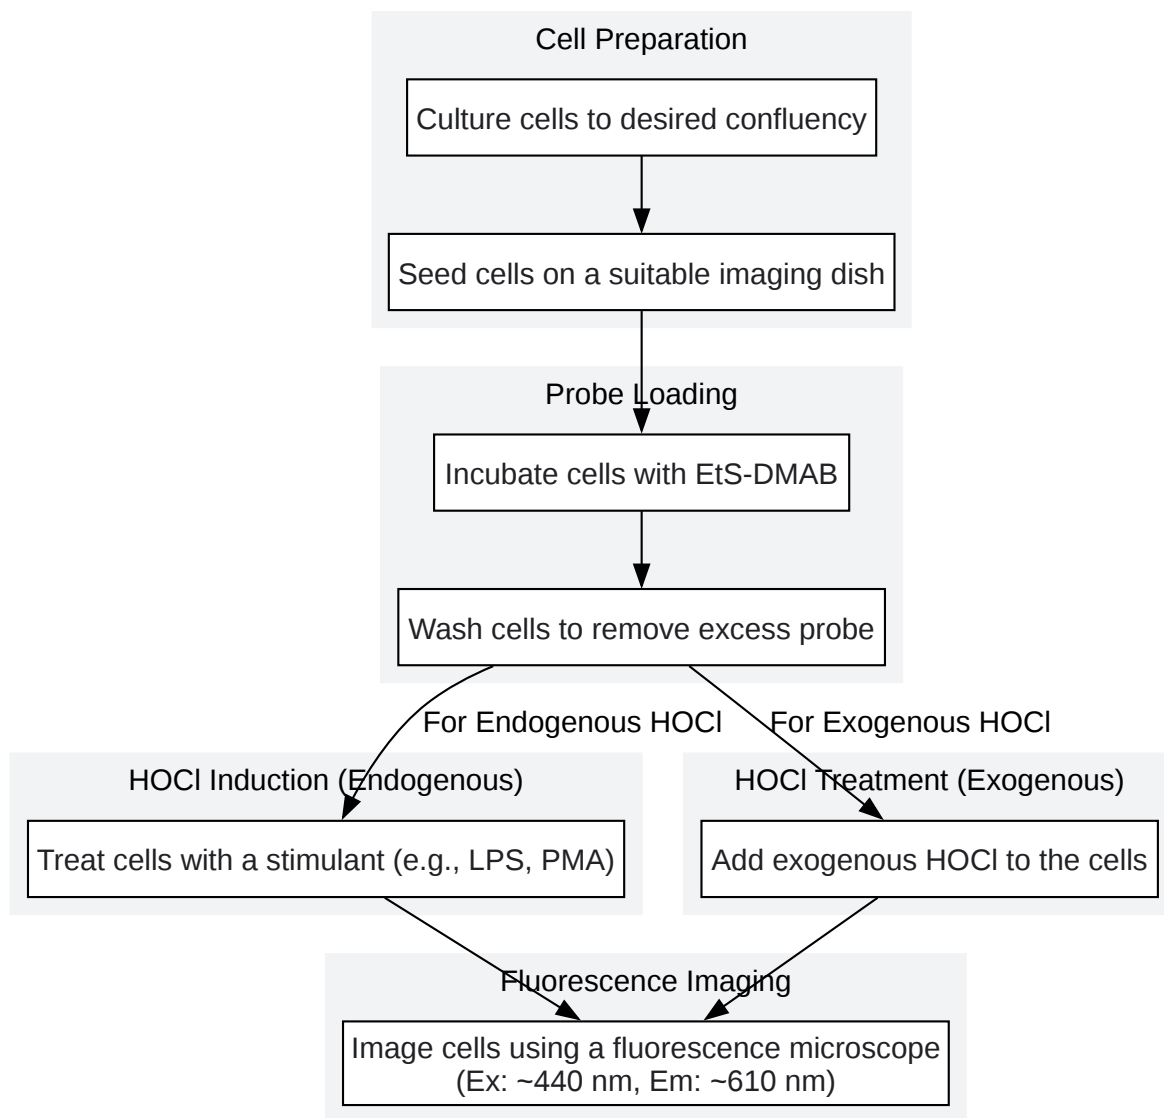 Cell Preparation
Culture cells to desired confluency
Seed cells on a suitable imaging dish
Probe Loading
Incubate cells with EtS-DMAB
Wash cells to remove excess probe
For Endogenous HOCl
For Exogenous HOCl
HOCl Induction (Endogenous)
HOCl Treatment (Exogenous)
Treat cells with a stimulant (e.g., LPS, PMA)
Add exogenous HOCl to the cells
Fluorescence Imaging
Image cells using a fluorescence microscope
(Ex: ~440 nm, Em: ~610 nm)